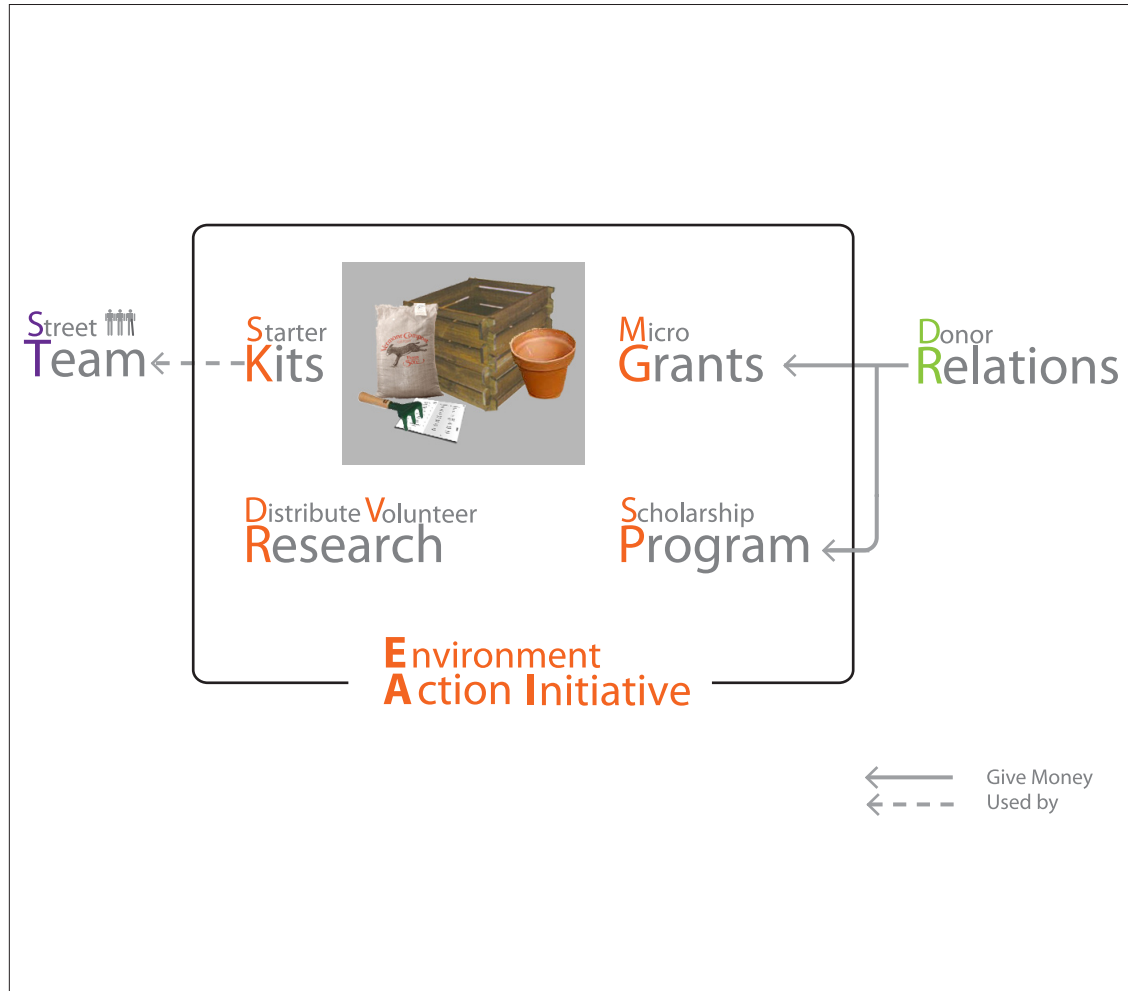 Street
Team
Starter
Kits
Micro
Grants
Donor
Relations
Distribute Volunteer
Research
Scholarship
Program
Environment
Action Initiative
Give Money
Used by